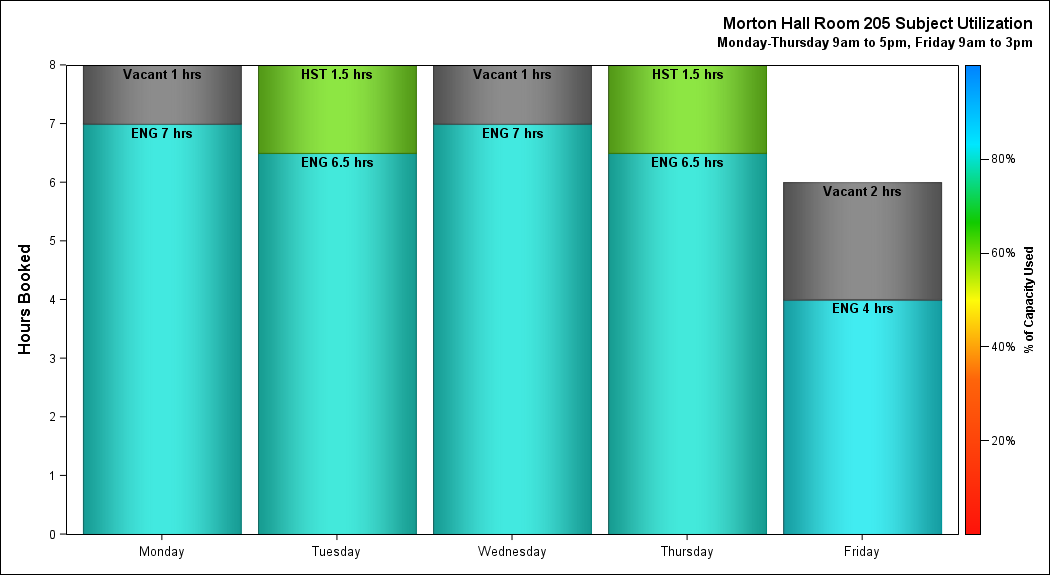 Morton Hall Room 205 Subject Utilization
Monday-Thursday 9am to 5pm, Friday 9am to 3pm
Hours Booked
8
7
6
5
4
3
2
1
0
Vacant 1 hrs
ENG 7 hrs
HST 1.5 hrs
ENG 6.5 hrs
Vacant 1 hrs
ENG 7 hrs
HST 1.5 hrs
ENG 6.5 hrs
Vacant 2 hrs
ENG 4 hrs
Monday
Tuesday
Wednesday
Thursday
Friday
80%
60%
40%
20%
% of Capacity Used